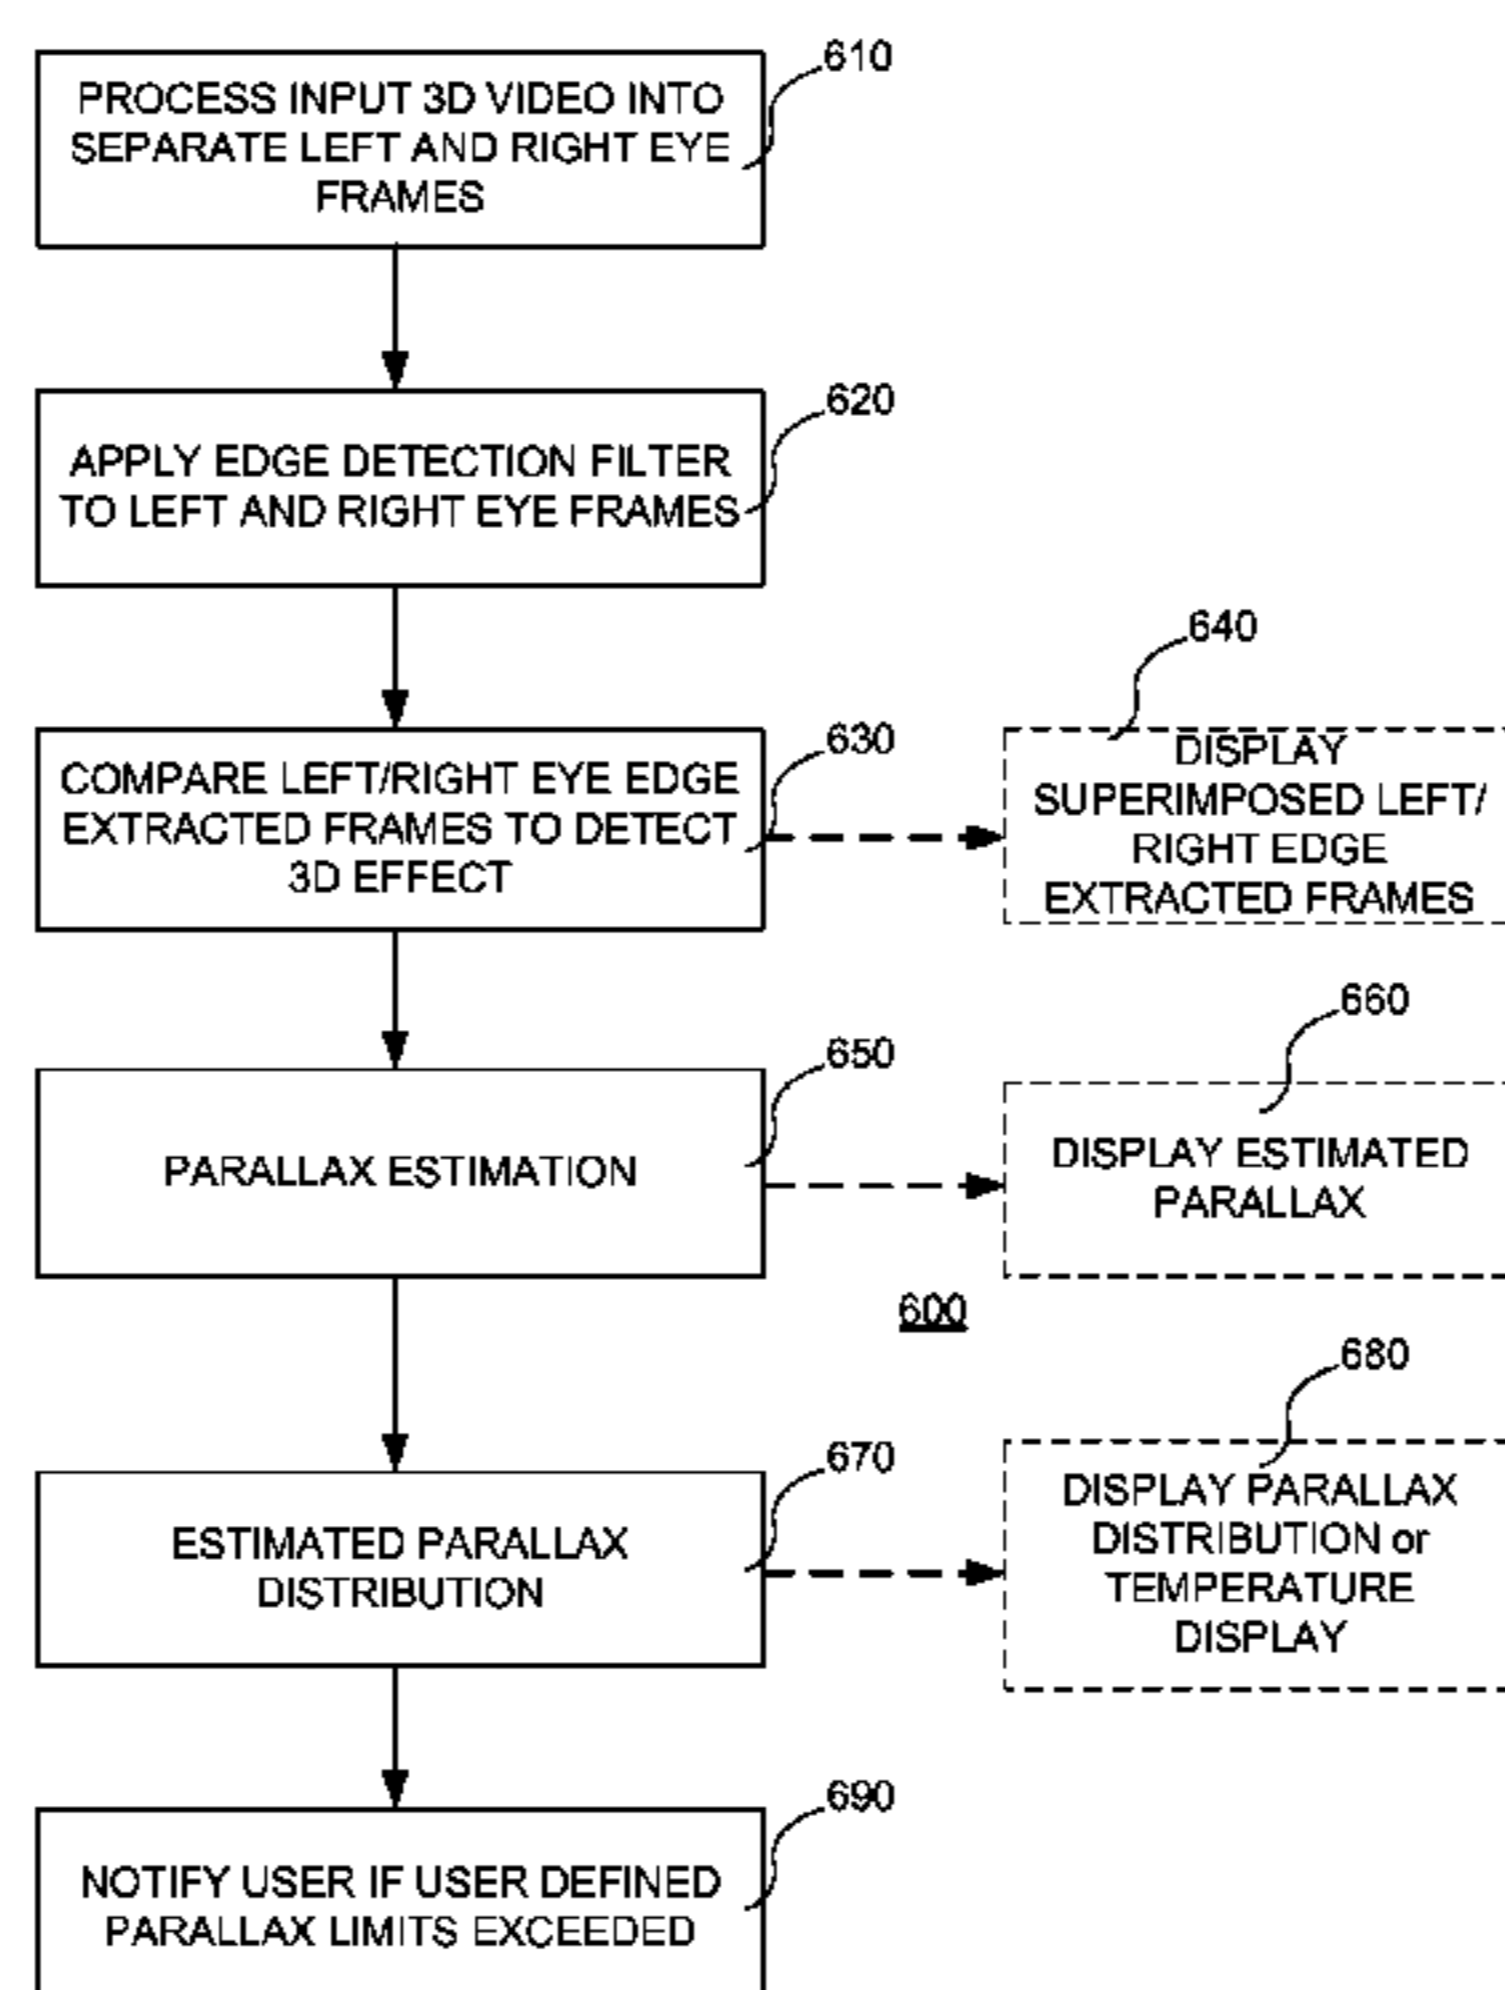 610
PROCESS INPUT 3D VIDEO INTO
SEPARATE LEFT AND RIGHT EYE
FRAMES
620
APPLY EDGE DETECTION FILTER
TO LEFT AND RIGHT EYE FRAMES
630
COMPARE LEFT/RIGHT EYE EDGE
EXTRACTED FRAMES TO DETECT
3D EFFECT
640
DISPLAY
SUPERIMPOSED LEFT/
RIGHT EDGE
EXTRACTED FRAMES
650
PARALLAX ESTIMATION
660
DISPLAY ESTIMATED
PARALLAX
600
670
ESTIMATED PARALLAX
DISTRIBUTION
680
DISPLAY PARALLAX
DISTRIBUTION or
TEMPERATURE
DISPLAY
690
NOTIFY USER IF USER DEFINED
PARALLAX LIMITS EXCEEDED